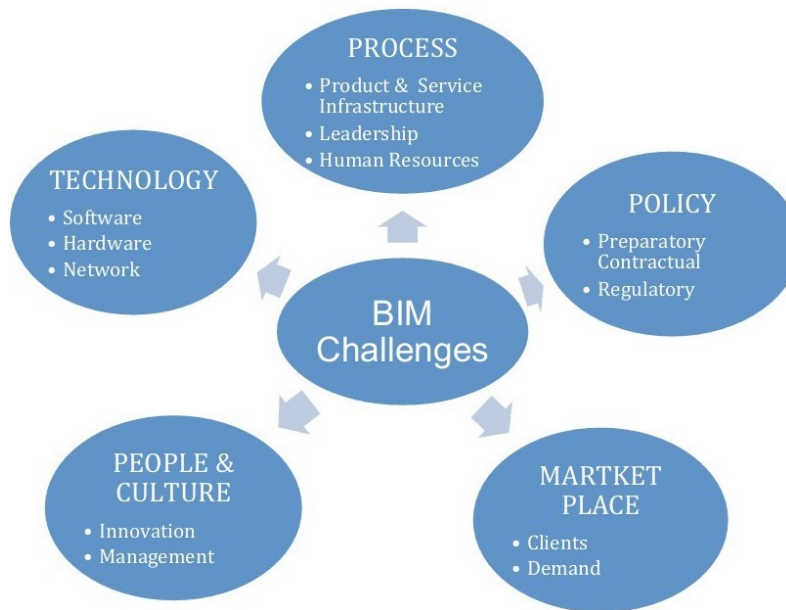 PROCESS
• Product & Service
Infrastructure
• Leadership
• Human Resources
TECHNOLOGY
• Software
• Hardware
• Network
POLICY
• Preparatory
Contractual
• Regulatory
BIM
Challenges
PEOPLE &
CULTURE
• Innovation
• Management
MARTKET
PLACE
• Clients
• Demand